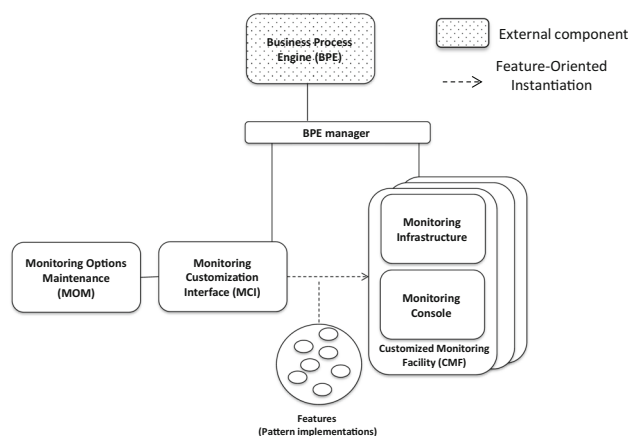 Business Process
Engine (BPE)
External component
Feature-Oriented
Instantiation
BPE manager
Monitoring Options
Maintenance
(MOM)
Monitoring
Customization
Interface (MCI)
Monitoring
Infrastructure
Monitoring
Console
Customized Monitoring
Facility (CMF)
Features
(Pattern implementations)